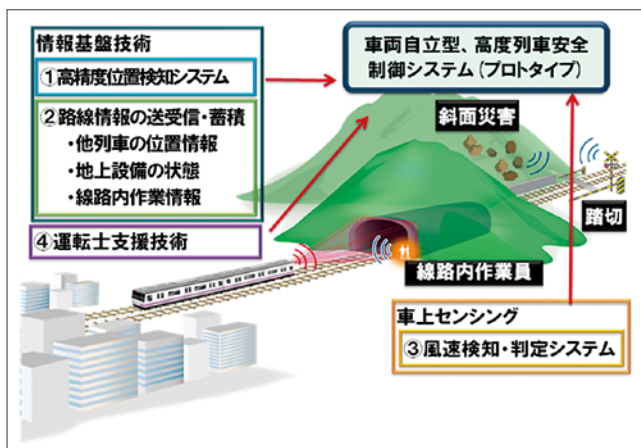 情報基盤技術
①高精度位置検知システム
②路線情報の送受信・蓄積
・他列車の位置情報
・地上設備の状態
・線路内作業情報
④運転士支援技術
車両自立型、高度列車安全
制御システム（プロトタイプ）
斜面災害
踏切
線路内作業員
車上センシング
③風速検知・判定システム